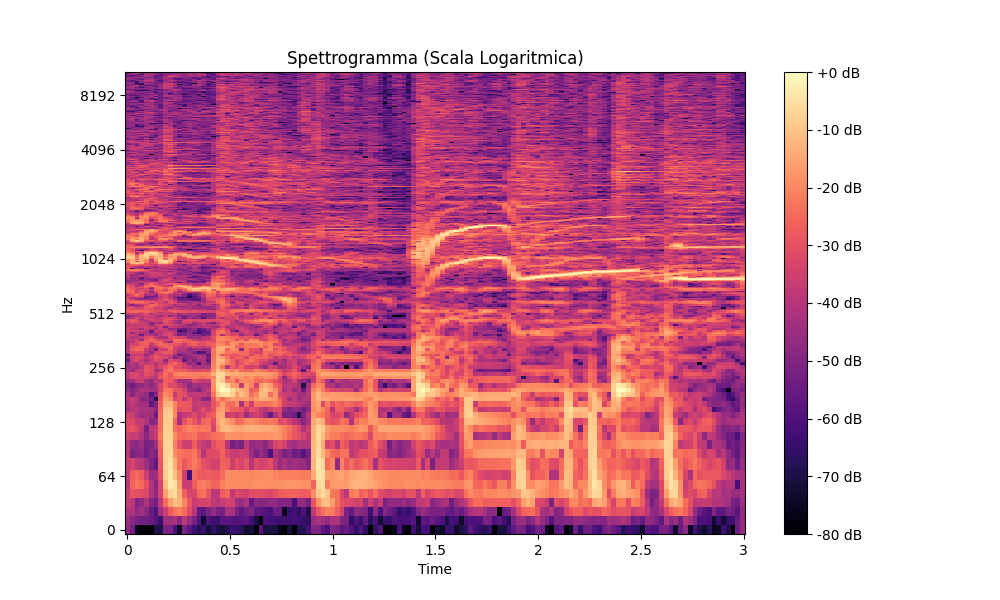 Spettrogramma (Scala Logaritmica)
8192
4096
2048
1024
512
256
128
64
0
Hz
0
0.5
1
1.5
2
2.5
3
Time
+0 dB
-10 dB
-20 dB
-30 dB
-40 dB
-50 dB
-60 dB
-70 dB
-80 dB